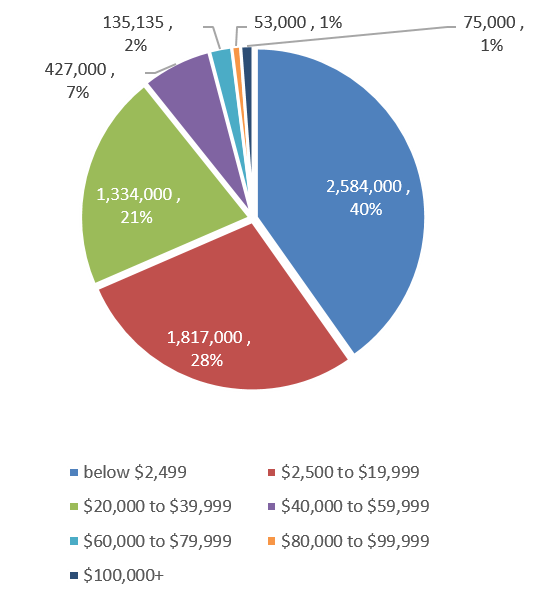 135,135 ,
2%
53,000 , 1%
75,000 ,
1%
427,000 ,
7%
2,584,000 ,
40%
1,334,000 ,
21%
1,817,000 ,
28%
below $2,499
$2,500 to $19,999
$20,000 to $39,999
$40,000 to $59,999
$60,000 to $79,999
$80,000 to $99,999
$100,000+